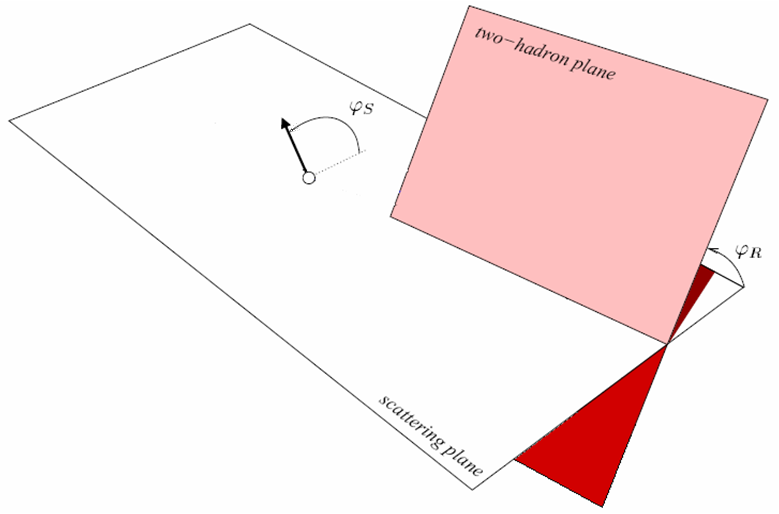 two−hadron plane
φS
φR
scattering plane